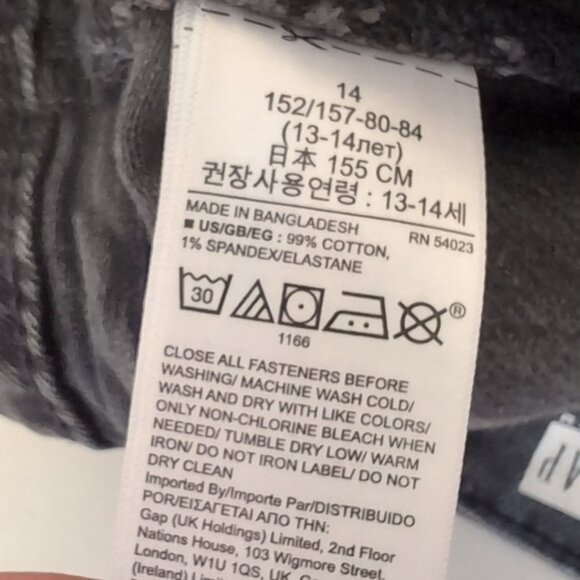 14
152/157-80-84
(13-14лет)
日本 155 CM
권장사용연령 : 13-14세
MADE IN BANGLADESH RN 54023
■ US/GB/EG : 99% COTTON,
1% SPANDEX/ELASTANE
30
®
1166
CLOSE ALL FASTENERS BEFORE
WASHING/ MACHINE WASH COLD/
WASH AND DRY WITH LIKE COLORS/
ONLY NON-CHLORINE BLEACH WHEN
NEEDED/ TUMBLE DRY LOW/ WARM
IRON/ DO NOT IRON LABEL/ DO NOT
DRY CLEAN
Imported By/Importe Par/DISTRIBUIDO
POR/ΕΙΣΑΓΕΤΑΙ ΑΠΟ ΤΗΝ:
Gap (UK Holdings) Limited, 2nd Floor
Nations House, 103 Wigmore Street,
London, W1U 1QS, UK,
(Ireland)